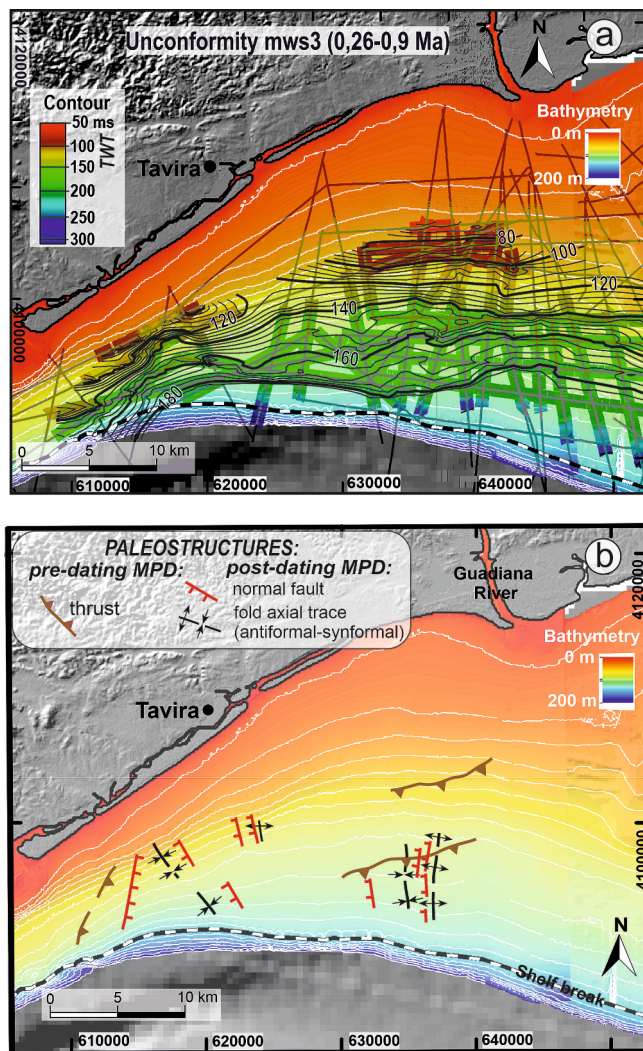 Unconformity mws3 (0,26-0,9 Ma)
N
a
4120000
Contour
50 ms
100
150
200
250
300
TWT
Bathymetry
0 m
200 m
Tavira
80
100
120
120
140
160
180
4100000
0 5 10 km
610000 620000 630000 640000
b
PALEOSTRUCTURES:
pre-dating MPD: post-dating MPD:
thrust
normal fault
fold axial trace
(antiformal-synformal)
Guadiana
River
4120000
Bathymetry
0 m
200 m
Tavira
4100000
N
Shelf break
0 5 10 km
610000 620000 630000 640000